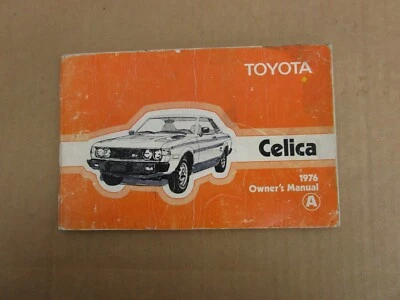 TOYOTA
Celica
1976
Owner's Manual
A